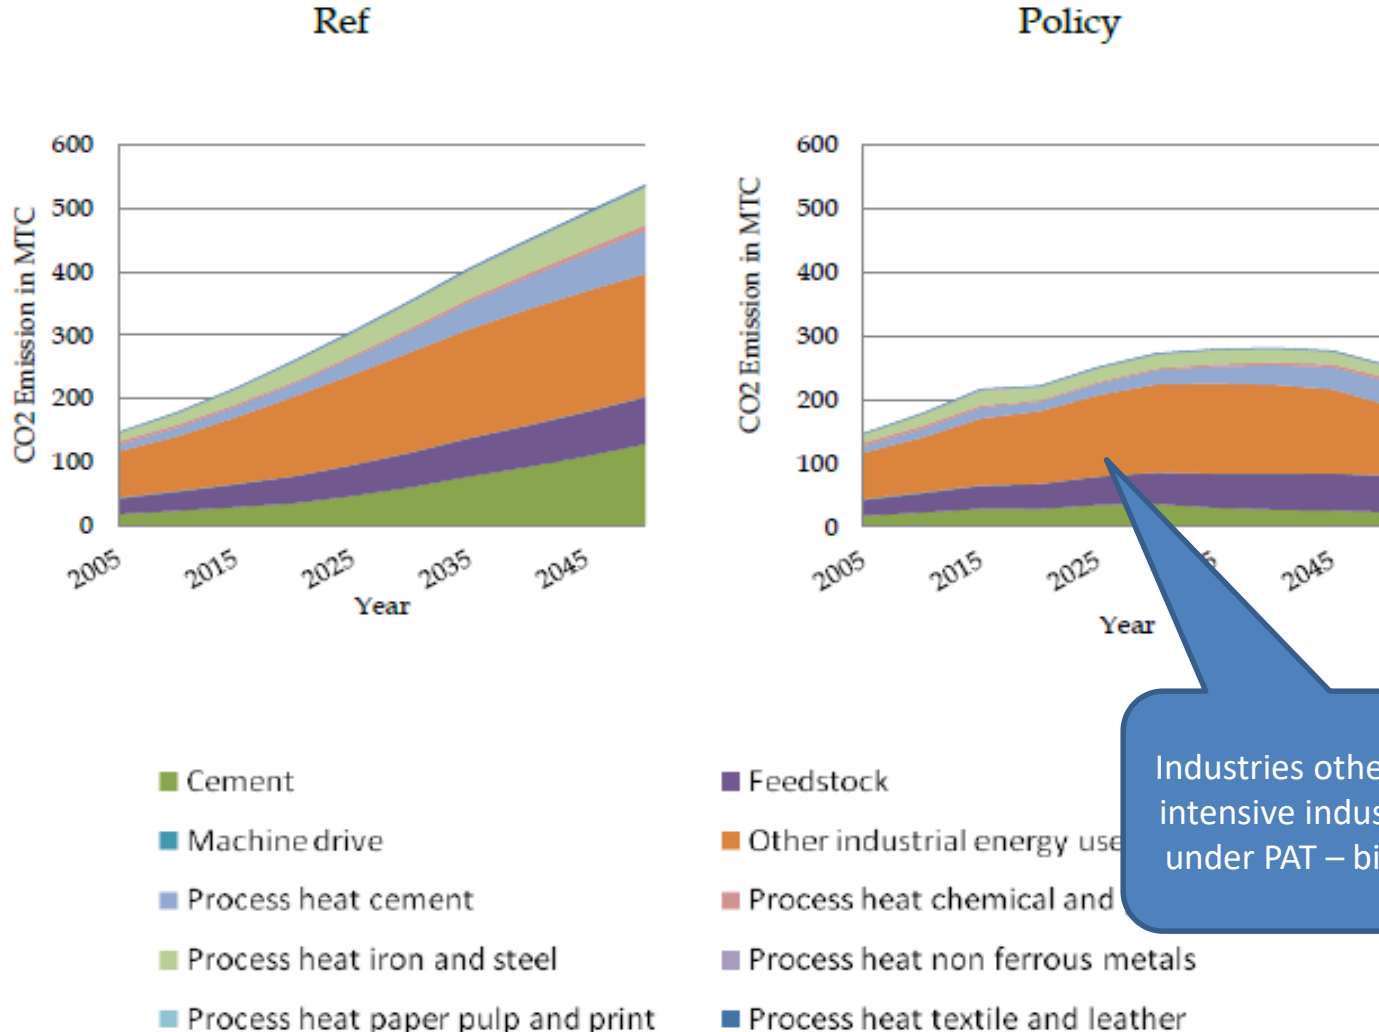 Ref
Policy
600
500
400
300
200
100
0
CO2 Emission in MTC
2005
2015
2025
2035
2045
Year
600
500
400
300
200
100
0
CO2 Emission in MTC
2005
2015
2025
2045
Year
Industries othe
intensive indus
under PAT – bi
Cement
Feedstock
Machine drive
Other industrial energy use
Process heat cement
Process heat chemical and
Process heat iron and steel
Process heat non ferrous metals
Process heat paper pulp and print
Process heat textile and leather